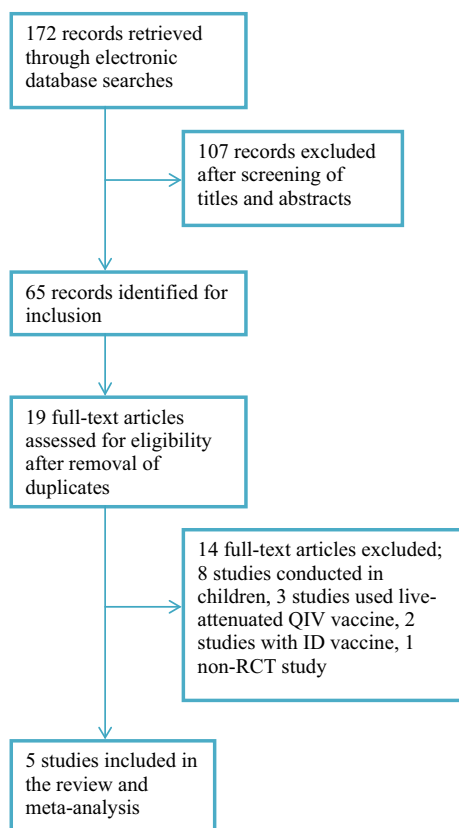 172 records retrieved
through electronic
database searches
107 records excluded
after screening of
titles and abstracts
65 records identified for
inclusion
19 full-text articles
assessed for eligibility
after removal of
duplicates
14 full-text articles excluded;
8 studies conducted in
children, 3 studies used live-
attenuated QIV vaccine, 2
studies with ID vaccine, 1
non-RCT study
5 studies included in
the review and
meta-analysis